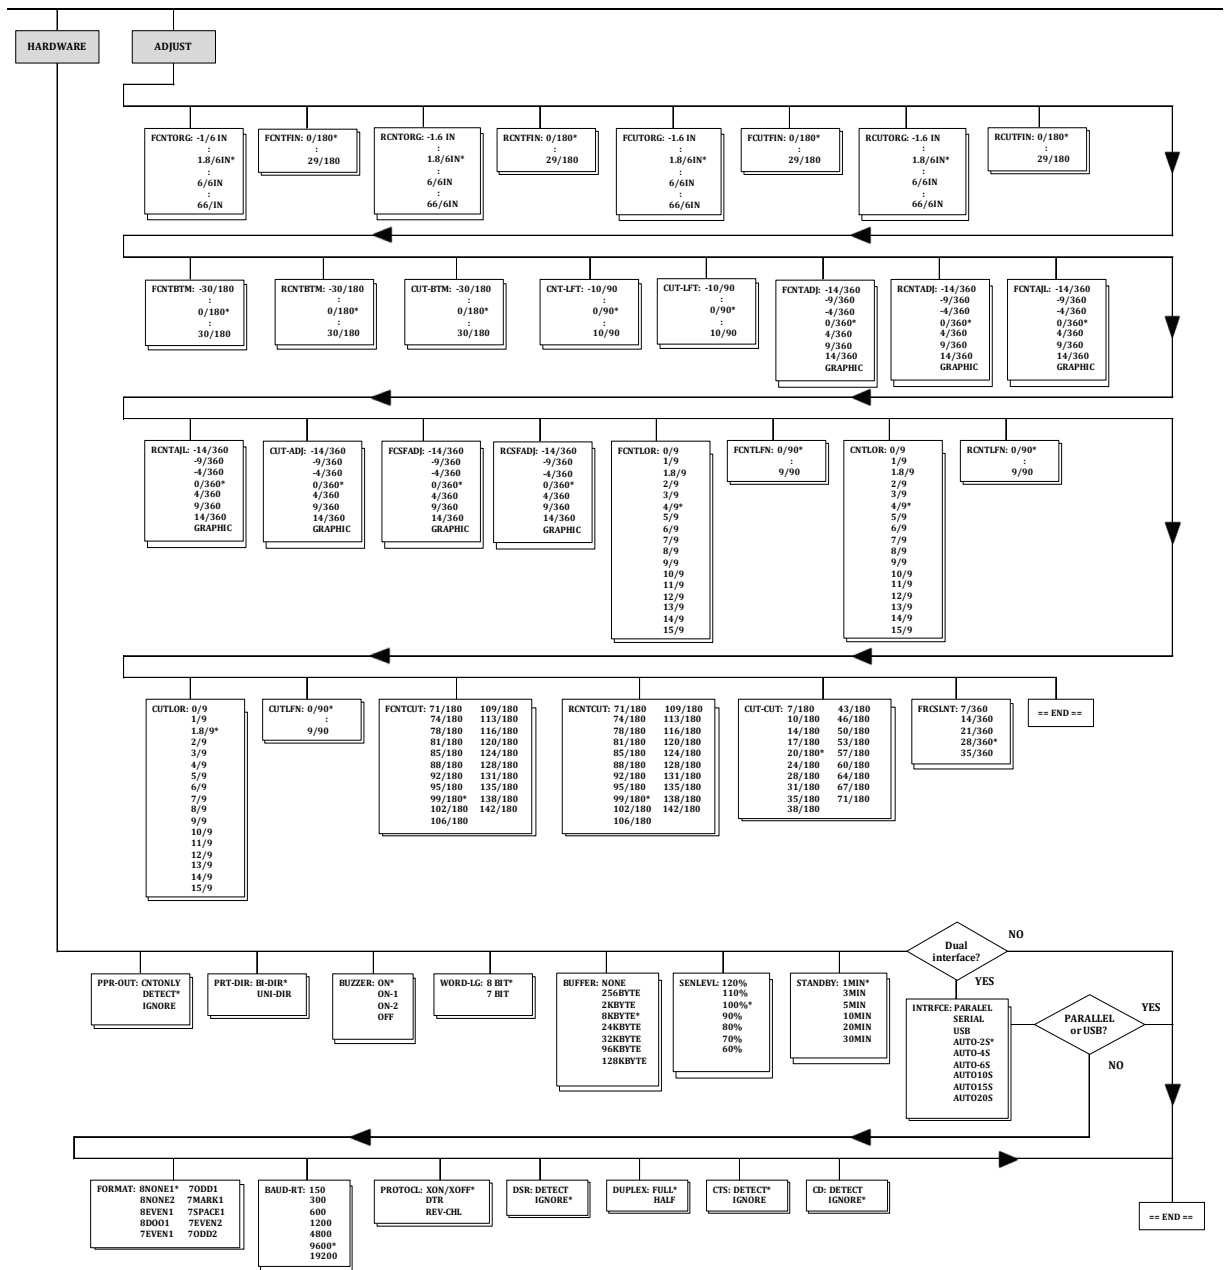 HARDWARE
ADJUST
FCNTORG: -1/6 IN
:
1.8/6IN*
:
6/6IN
:
66/IN
FCNTFIN: 0/180*
:
29/180
RCNTORG: -1.6 IN
:
1.8/6IN*
:
6/6IN
:
66/6IN
RCNTFIN: 0/180*
:
29/180
FCUTORG: -1.6 IN
:
1.8/6IN*
:
6/6IN
:
66/6IN
FCUTFIN: 0/180*
:
29/180
RCUTORG: -1.6 IN
:
1.8/6IN*
:
6/6IN
:
66/6IN
RCUTFIN: 0/180*
:
29/180
FCNTBTM: -30/180
:
0/180*
:
30/180
RCNTBTM: -30/180
:
0/180*
:
30/180
CUT-BTM: -30/180
:
0/180*
:
30/180
CNT-LFT: -10/90
:
0/90*
:
10/90
CUT-LFT: -10/90
:
0/90*
:
10/90
FCNTADJ: -14/360
-9/360
-4/360
0/360*
4/360
9/360
14/360
GRAPHIC
RCNTADJ: -14/360
-9/360
-4/360
0/360*
4/360
9/360
14/360
GRAPHIC
FCNTAJL: -14/360
-9/360
-4/360
0/360*
4/360
9/360
14/360
GRAPHIC
RCNTAJL: -14/360
-9/360
-4/360
0/360*
4/360
9/360
14/360
GRAPHIC
CUT-ADJ: -14/360
-9/360
-4/360
0/360*
4/360
9/360
14/360
GRAPHIC
FCSFADJ: -14/360
-9/360
-4/360
0/360*
4/360
9/360
14/360
GRAPHIC
RCSFADJ: -14/360
-9/360
-4/360
0/360*
4/360
9/360
14/360
GRAPHIC
FCNTLOR: 0/9
1/9
1.8/9
2/9
3/9
4/9*
5/9
6/9
7/9
8/9
9/9
10/9
11/9
12/9
13/9
14/9
15/9
FCNTLFN: 0/90*
:
9/90
CNTLOR: 0/9
1/9
1.8/9
2/9
3/9
4/9*
5/9
6/9
7/9
8/9
9/9
10/9
11/9
12/9
13/9
14/9
15/9
RCNTLFN: 0/90*
:
9/90
CUTLOR: 0/9
1/9
1.8/9*
2/9
3/9
4/9
5/9
6/9
7/9
8/9
9/9
10/9
11/9
12/9
13/9
14/9
15/9
CUTLFN: 0/90*
:
9/90
FCNTCUT: 71/180 109/180
74/180 113/180
78/180 116/180
81/180 120/180
85/180 124/180
88/180 128/180
92/180 131/180
95/180 135/180
99/180* 138/180
102/180 142/180
106/180
RCNTCUT: 71/180 109/180
74/180 113/180
78/180 116/180
81/180 120/180
85/180 124/180
88/180 128/180
92/180 131/180
95/180 135/180
99/180* 138/180
102/180 142/180
106/180
CUT-CUT: 7/180 43/180
10/180 46/180
14/180 50/180
17/180 53/180
20/180* 57/180
24/180 60/180
28/180 64/180
31/180 67/180
35/180 71/180
38/180
FRCSLNT: 7/360
14/360
21/360
28/360*
35/360
== END ==
PPR-OUT: CNTONLY
DETECT*
IGNORE
PRT-DIR: BI-DIR*
UNI-DIR
BUZZER: ON*
ON-1
ON-2
OFF
WORD-LG: 8 BIT*
7 BIT
BUFFER: NONE
256BYTE
2KBYTE
8KBYTE*
24KBYTE
32KBYTE
96KBYTE
128KBYTE
SENLEVL: 120%
110%
100%*
90%
80%
70%
60%
STANDBY: 1MIN*
3MIN
5MIN
10MIN
20MIN
30MIN
Dual
interface?
NO
YES
INTRFCE: PARALEL
SERIAL
USB
AUTO-2S*
AUTO-4S
AUTO-6S
AUTO10S
AUTO15S
AUTO20S
PARALLEL
or USB?
YES
NO
FORMAT: 8NONE1* 7ODD1
8NONE2 7MARK1
8EVEN1 7SPACE1
8DOO1 7EVEN2
7EVEN1 7ODD2
BAUD-RT: 150
300
600
1200
4800
9600*
19200
PROTOCL: XON/XOFF*
DTR
REV-CHL
DSR: DETECT
IGNORE*
DUPLEX: FULL*
HALF
CTS: DETECT*
IGNORE
CD: DETECT
IGNORE*
== END ==